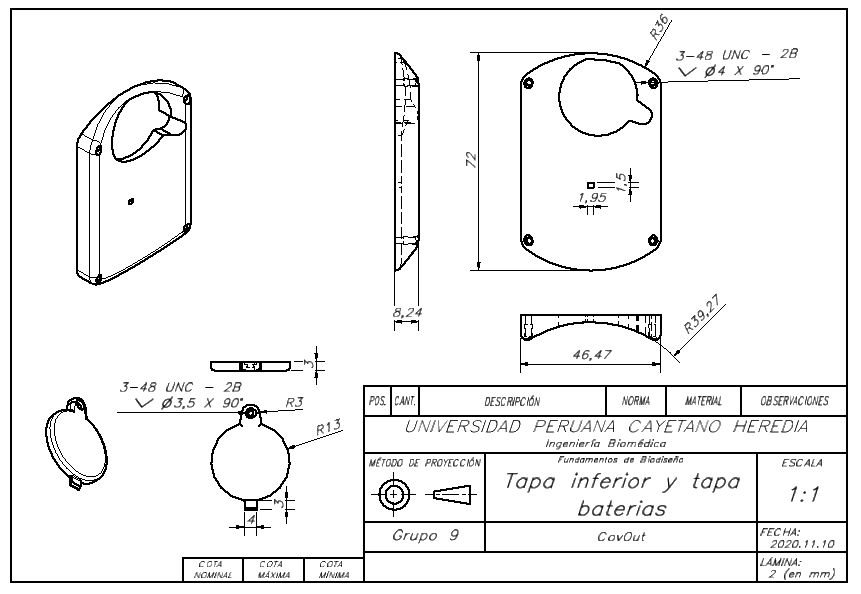 R36
3-48 UNC - 2B
Ø4 X 90°
72
1,5
1,95
8,24
R39,27
46,47
3
3-48 UNC - 2B
Ø3,5 X 90°
R3
R13
3
4
POS. CANT. DESCRIPCIÓN NORMA MATERIAL OBSERVACIONES
UNIVERSIDAD PERUANA CAYETANO HEREDIA
Ingeniería Biomédica
MÉTODO DE PROYECCIÓN
Fundamentos de Biodiseño
Tapa inferior y tapa
baterias
ESCALA
1:1
Grupo 9
CovOut
FECHA:
2020.11.10
LÁMINA:
2 (en mm)
COTA NOMINAL
COTA MÁXIMA
COTA MÍNIMA